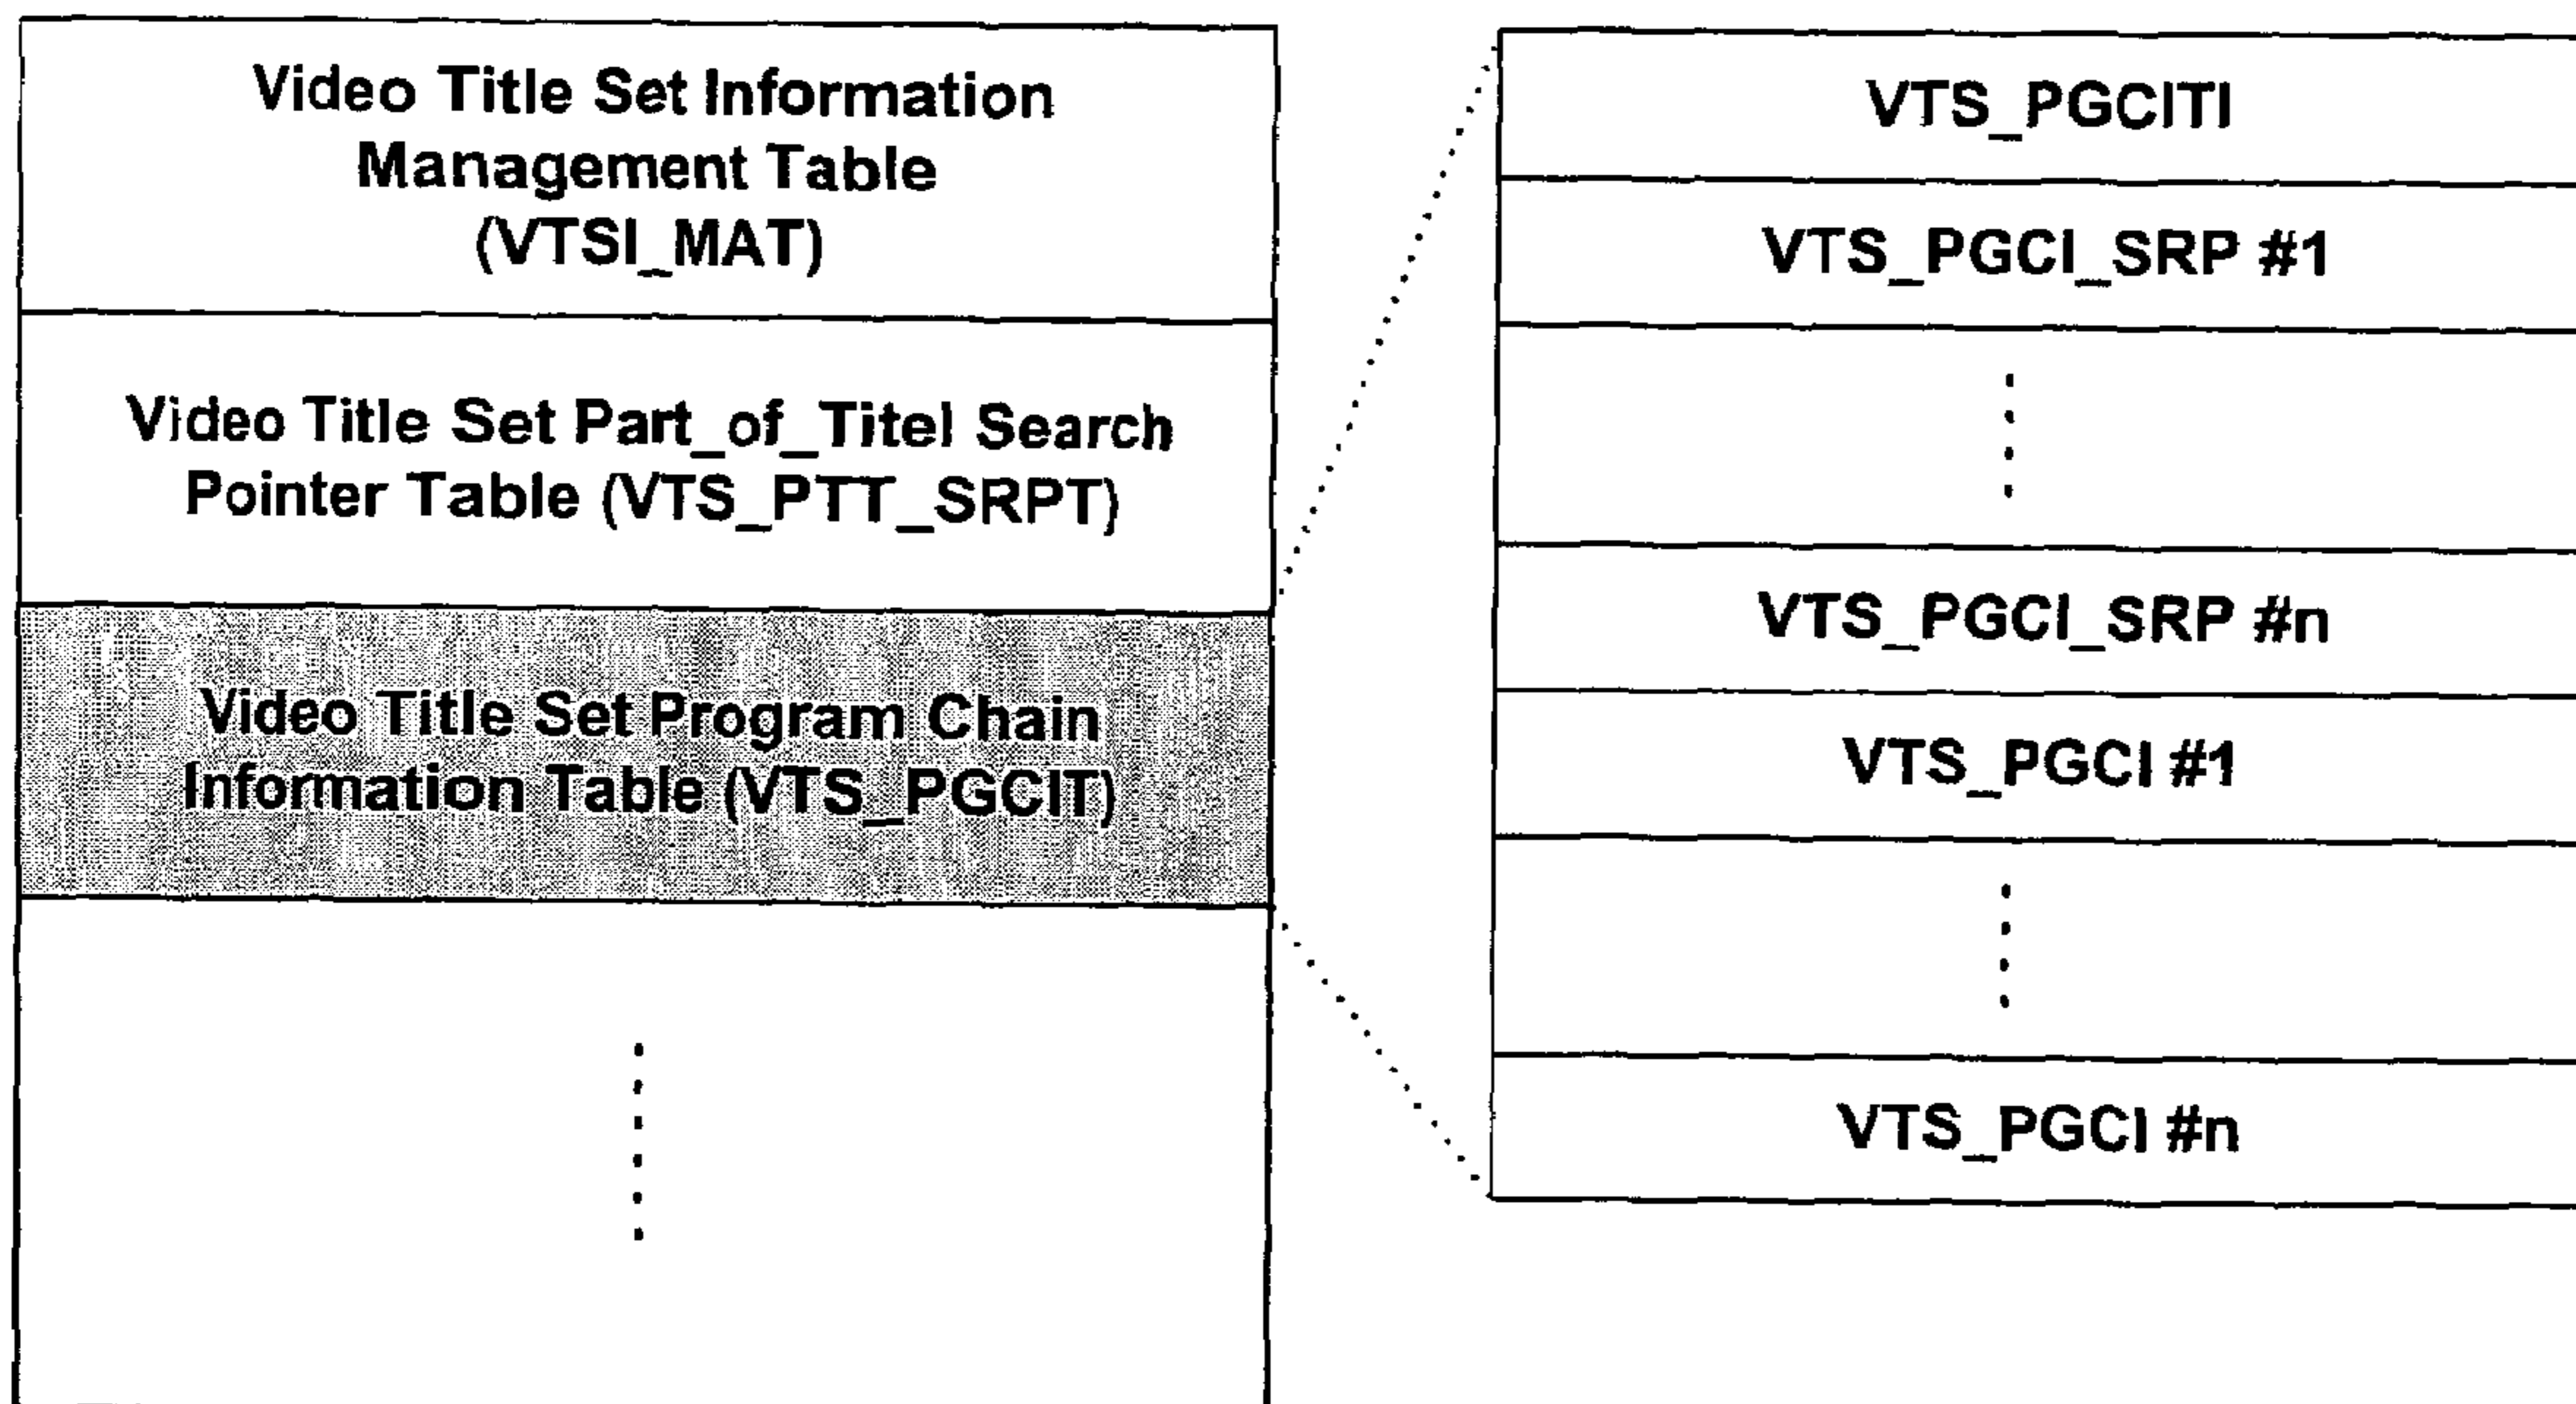 Video Title Set Information
Management Table
(VTSI_MAT)
Video Title Set Part_of_Titel Search
Pointer Table (VTS_PTT_SRPT)
Video Title Set Program Chain
Information Table (VTS_PGCIT)
VTS_PGCITI
VTS_PGCI_SRP #1
VTS_PGCI_SRP #n
VTS_PGCI #1
VTS_PGCI #n